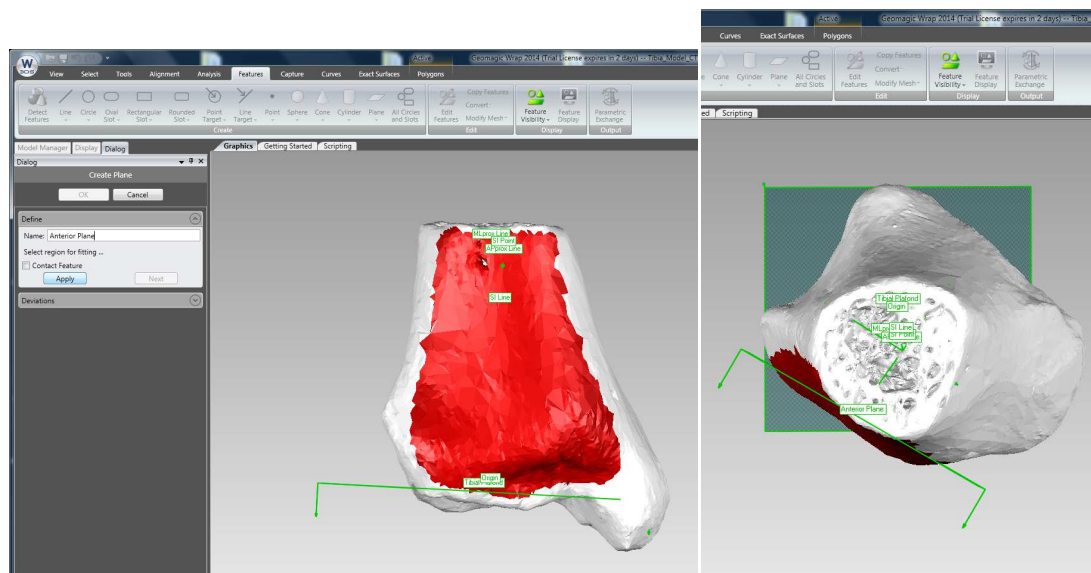 Active
Geomagic Wrap 2014 (Trial License expires in 2 days) -- Tibia_Model_CT
View Select Tools Alignment Analysis Features Capture Curves Exact Surfaces Polygons
Detect Features
Line
Circle
Oval Slot
Rectangular Slot
Rounded Slot
Point Target
Line Target
Point
Sphere
Cone
Cylinder
Plane
All Circles and Slots
Edit Features
Copy Features
Convert
Modify Mesh
Feature Visibility
Feature Display
Parametric Exchange
Create
Edit
Display
Output
Model Manager Display Dialog
Graphics Getting Started Scripting
Dialog
Create Plane
OK Cancel
Define
Name: Anterior Plane
Select region for fitting ...
Contact Feature
Apply Next
Deviations
MLprox Line
SI Point
APprox Line
SI Line
Origin
Active
Geomagic Wrap 2014 (Trial License expires in 2 days) -- Tibia_
Curves Exact Surfaces Polygons
Cone
Cylinder
Plane
All Circles and Slots
Edit Features
Copy Features
Convert
Modify Mesh
Feature Visibility
Feature Display
Parametric Exchange
Edit
Display
Output
ed Scripting
Tibial Plafond
Origin
SI Line
SI Point
Anterior Plane